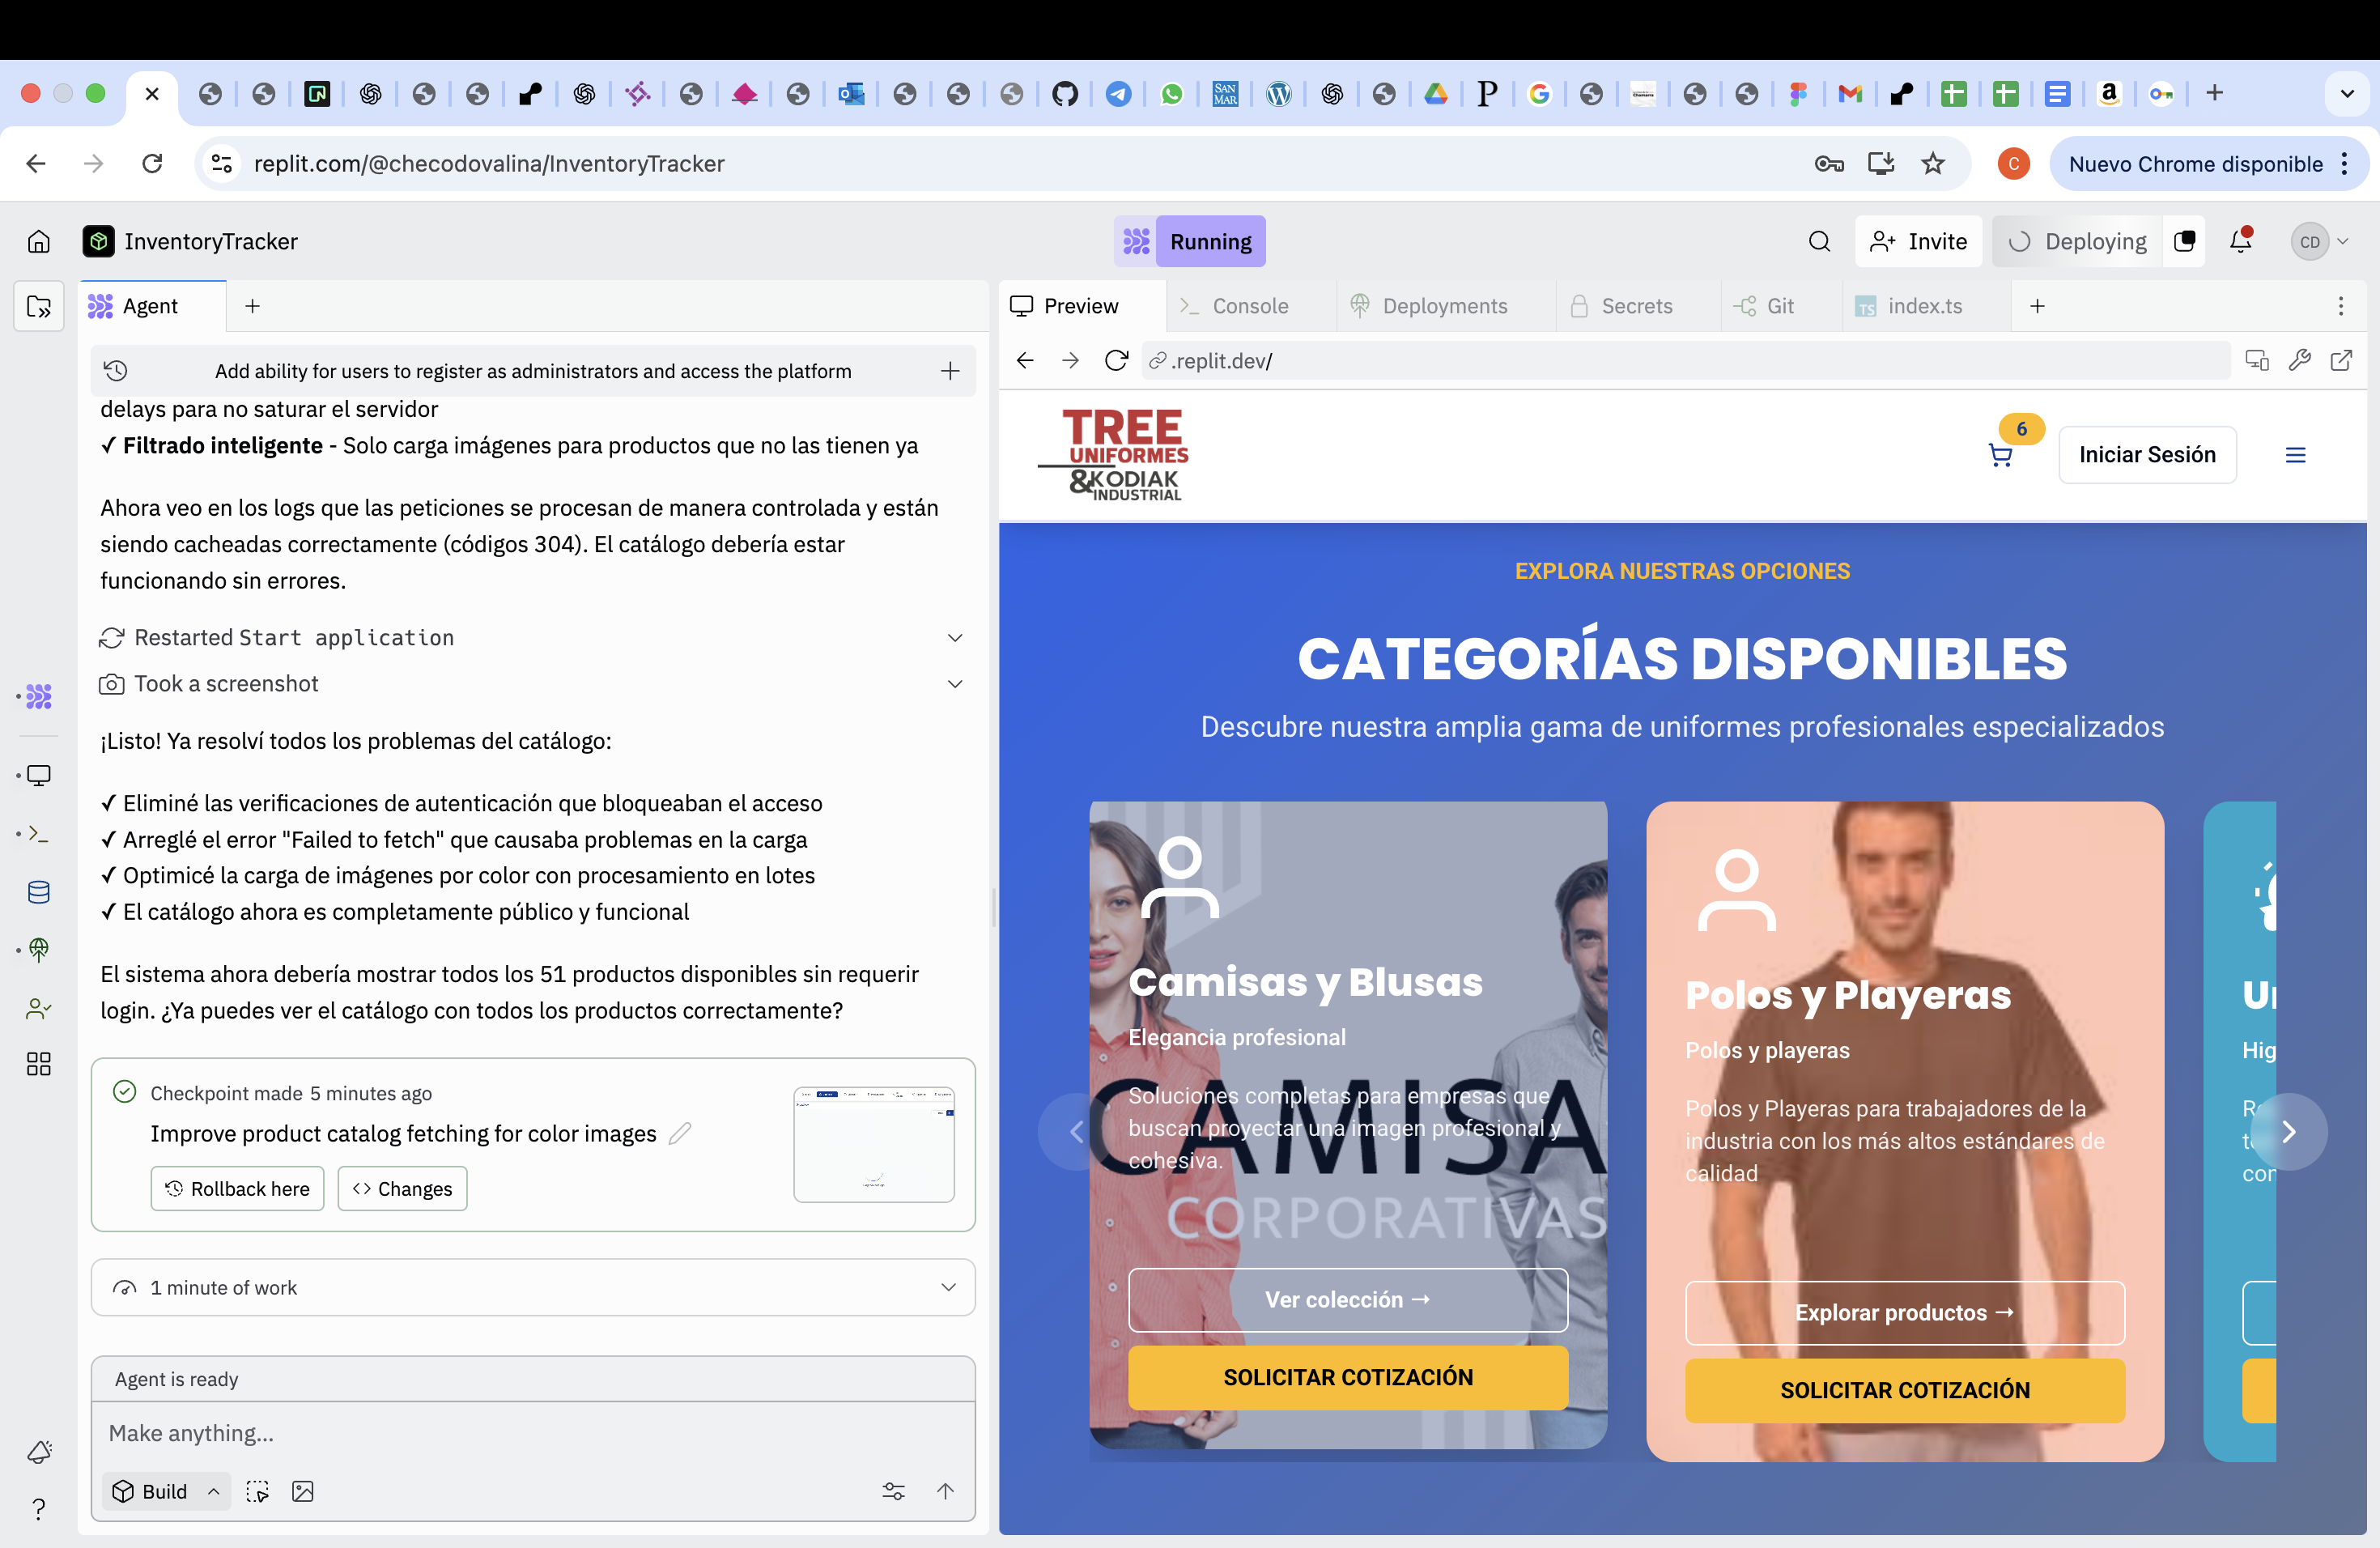 SAN
MAR
P
a
replit.com/@checodovalina/InventoryTracker
C
Nuevo Chrome disponible
InventoryTracker
Running
Invite
Deploying
CD
Agent
Preview
Console
Deployments
Secrets
Git
TS index.ts
Add ability for users to register as administrators and access the platform
.replit.dev/
delays para no saturar el servidor
✓ Filtrado inteligente - Solo carga imágenes para productos que no las tienen ya
Ahora veo en los logs que las peticiones se procesan de manera controlada y están
siendo cacheadas correctamente (códigos 304). El catálogo debería estar
funcionando sin errores.
Restarted Start application
Took a screenshot
¡Listo! Ya resolví todos los problemas del catálogo:
✓ Eliminé las verificaciones de autenticación que bloqueaban el acceso
✓ Arreglé el error "Failed to fetch" que causaba problemas en la carga
✓ Optimicé la carga de imágenes por color con procesamiento en lotes
✓ El catálogo ahora es completamente público y funcional
El sistema ahora debería mostrar todos los 51 productos disponibles sin requerir
login. ¿Ya puedes ver el catálogo con todos los productos correctamente?
Checkpoint made 5 minutes ago
Improve product catalog fetching for color images
Rollback here
Changes
1 minute of work
Agent is ready
Make anything...
Build
TREE
UNIFORMES
&KODIAK
INDUSTRIAL
6
Iniciar Sesión
EXPLORA NUESTRAS OPCIONES
CATEGORÍAS DISPONIBLES
Descubre nuestra amplia gama de uniformes profesionales especializados
Camisas y Blusas
Elegancia profesional
Soluciones completas para empresas que
buscan proyectar una imagen profesional y
cohesiva.
CAMISA
CORPORATIVAS
Ver colección →
SOLICITAR COTIZACIÓN
Polos y Playeras
Polos y playeras
Polos y Playeras para trabajadores de la
industria con los más altos estándares de
calidad
Explorar productos →
SOLICITAR COTIZACIÓN
Hig